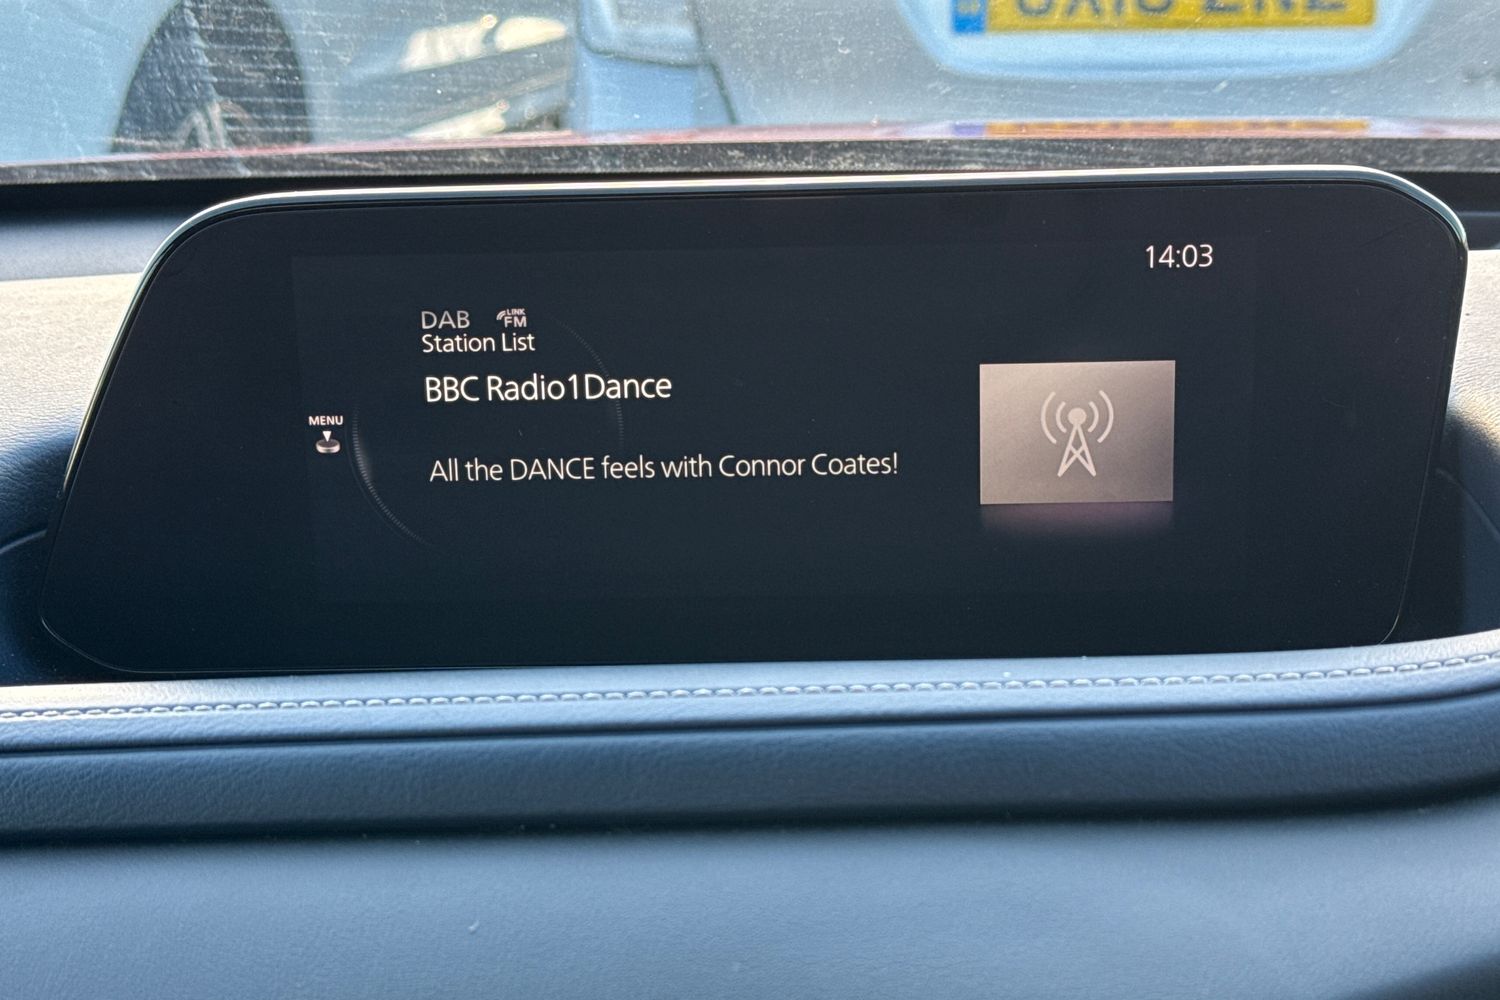 14:03
DAB LINK FM
Station List
BBC Radio1Dance
MENU
All the DANCE feels with Connor Coates!